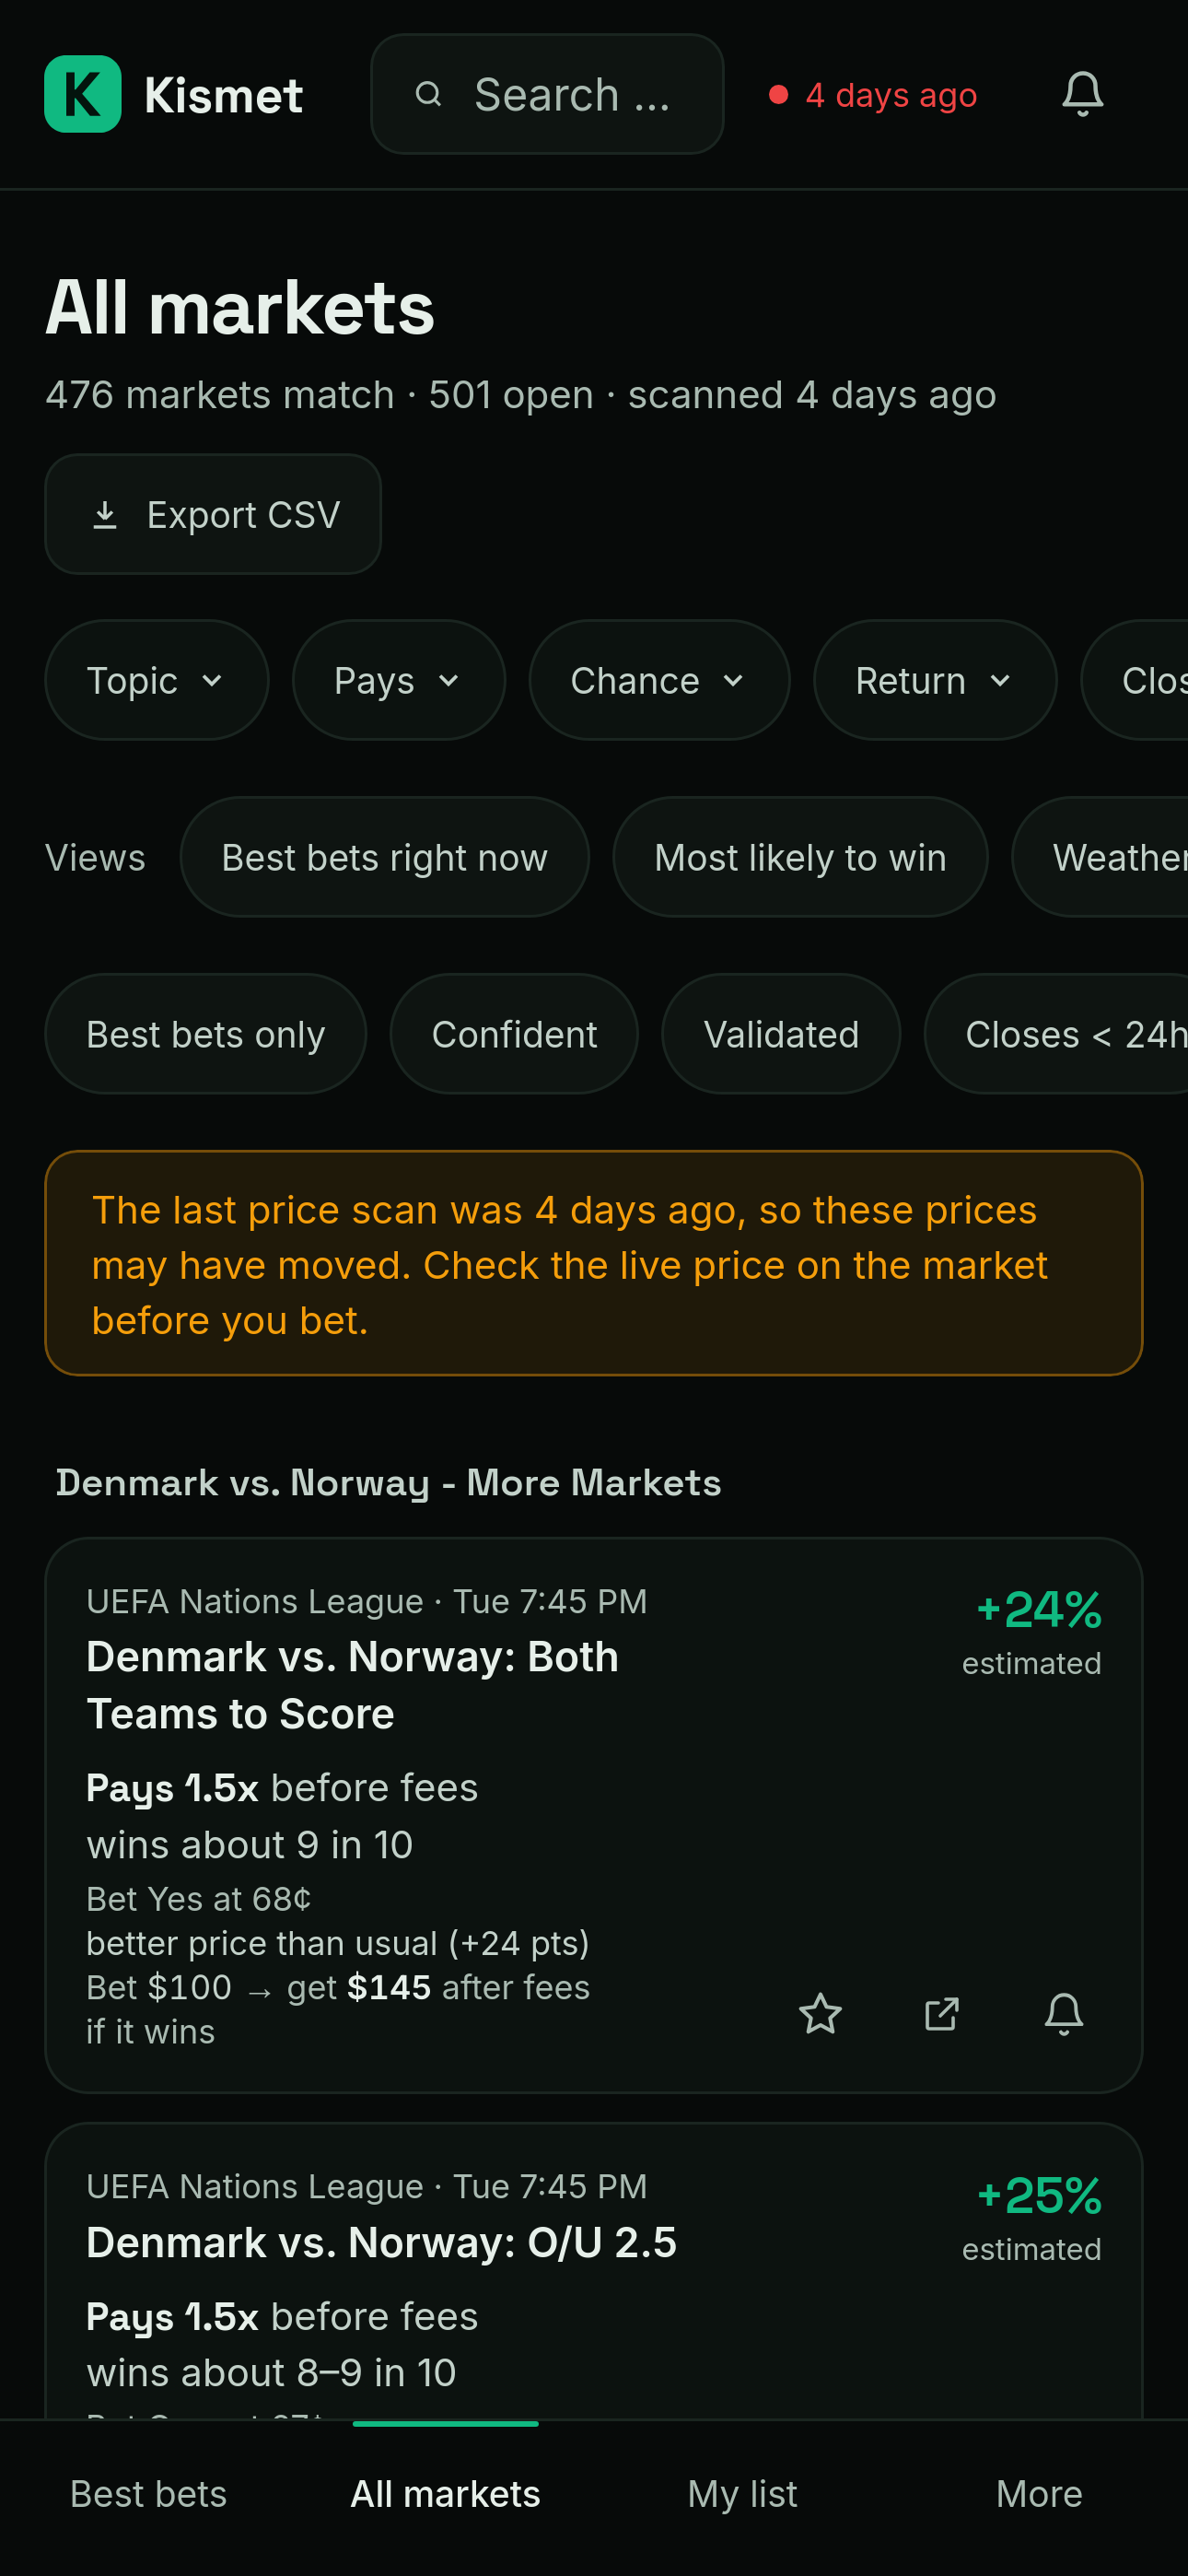 K Kismet Search ... 4 days ago
All markets
476 markets match · 501 open · scanned 4 days ago
Export CSV
Topic Pays Chance Return Clos
Views Best bets right now Most likely to win Weather
Best bets only Confident Validated Closes < 24h
The last price scan was 4 days ago, so these prices
may have moved. Check the live price on the market
before you bet.
Denmark vs. Norway - More Markets
UEFA Nations League · Tue 7:45 PM
+24%
Denmark vs. Norway: Both
estimated
Teams to Score
Pays 1.5x before fees
wins about 9 in 10
Bet Yes at 68¢
better price than usual (+24 pts)
Bet $100 → get $145 after fees
if it wins
UEFA Nations League · Tue 7:45 PM
+25%
Denmark vs. Norway: O/U 2.5
estimated
Pays 1.5x before fees
wins about 8–9 in 10
Best bets All markets My list More